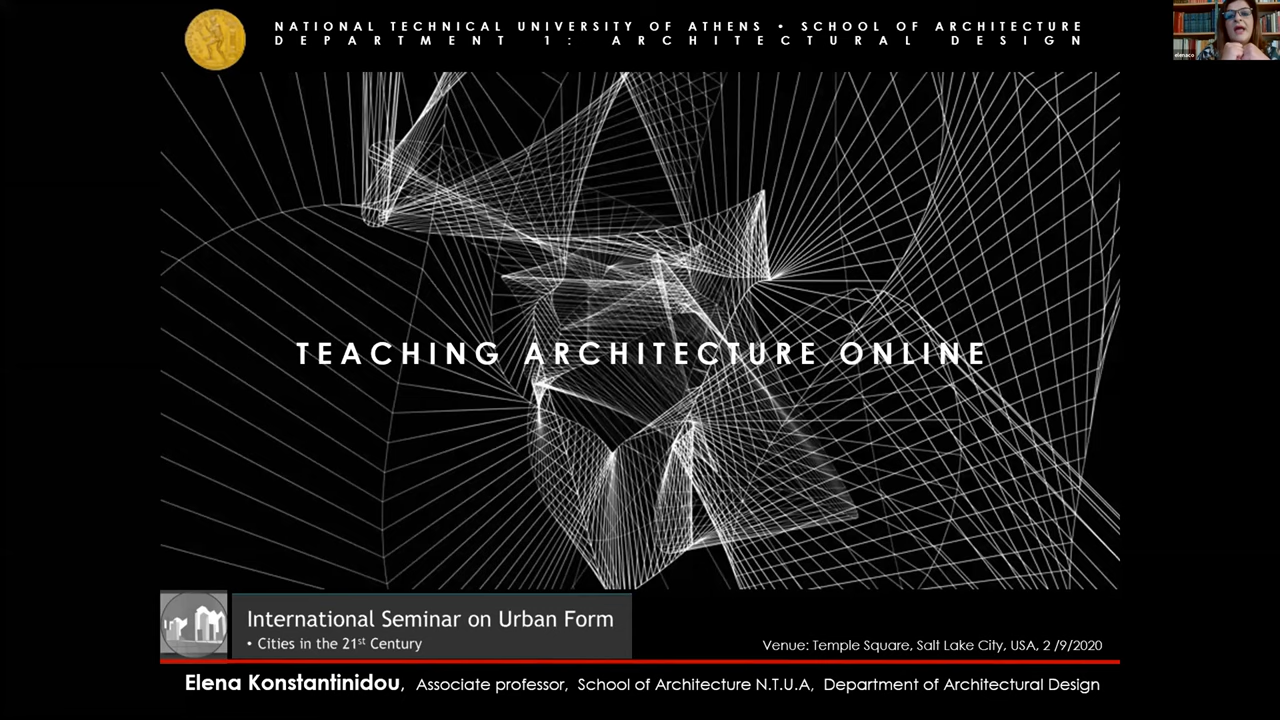 NATIONAL TECHNICAL UNIVERSITY OF ATHENS • SCHOOL OF ARCHITECTURE
DEPARTMENT 1: ARCHITECTURAL DESIGN
elenaco
TEACHING ARCHITECTURE ONLINE
International Seminar on Urban Form
• Cities in the 21st Century
Venue: Temple Square, Salt Lake City, USA, 2 /9/2020
Elena Konstantinidou, Associate professor, School of Architecture N.T.U.A, Department of Architectural Design